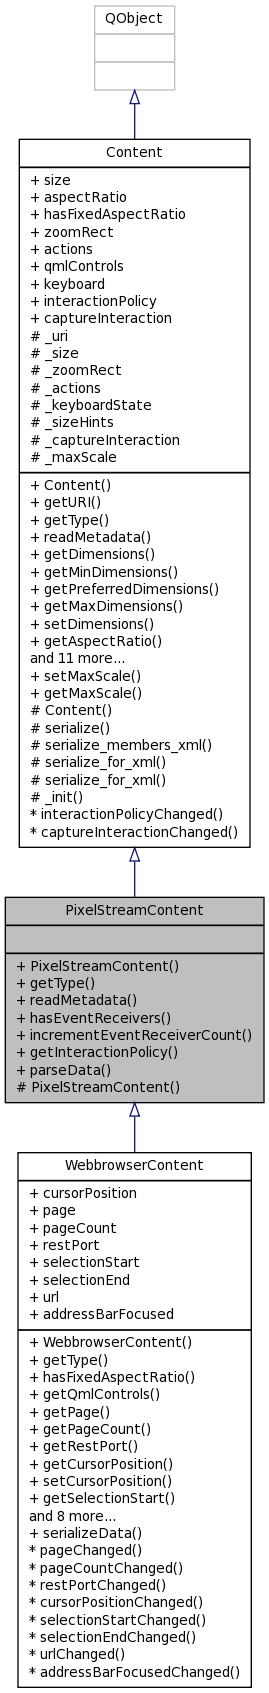 QObject
Content
+ size
+ aspectRatio
+ hasFixedAspectRatio
+ zoomRect
+ actions
+ qmlControls
+ keyboard
+ interactionPolicy
+ captureInteraction
# _uri
# _size
# _zoomRect
# _actions
# _keyboardState
# _sizeHints
# _captureInteraction
# _maxScale
+ Content()
+ getURI()
+ getType()
+ readMetadata()
+ getDimensions()
+ getMinDimensions()
+ getPreferredDimensions()
+ getMaxDimensions()
+ setDimensions()
+ getAspectRatio()
and 11 more...
+ setMaxScale()
+ getMaxScale()
# Content()
# serialize()
# serialize_members_xml()
# serialize_for_xml()
# serialize_for_xml()
# _init()
* interactionPolicyChanged()
* captureInteractionChanged()
PixelStreamContent
+ PixelStreamContent()
+ getType()
+ readMetadata()
+ hasEventReceivers()
+ incrementEventReceiverCount()
+ getInteractionPolicy()
+ parseData()
# PixelStreamContent()
WebbrowserContent
+ cursorPosition
+ page
+ pageCount
+ restPort
+ selectionStart
+ selectionEnd
+ url
+ addressBarFocused
+ WebbrowserContent()
+ getType()
+ hasFixedAspectRatio()
+ getQmlControls()
+ getPage()
+ getPageCount()
+ getRestPort()
+ getCursorPosition()
+ setCursorPosition()
+ getSelectionStart()
and 8 more...
+ serializeData()
* pageChanged()
* pageCountChanged()
* restPortChanged()
* cursorPositionChanged()
* selectionStartChanged()
* selectionEndChanged()
* urlChanged()
* addressBarFocusedChanged()